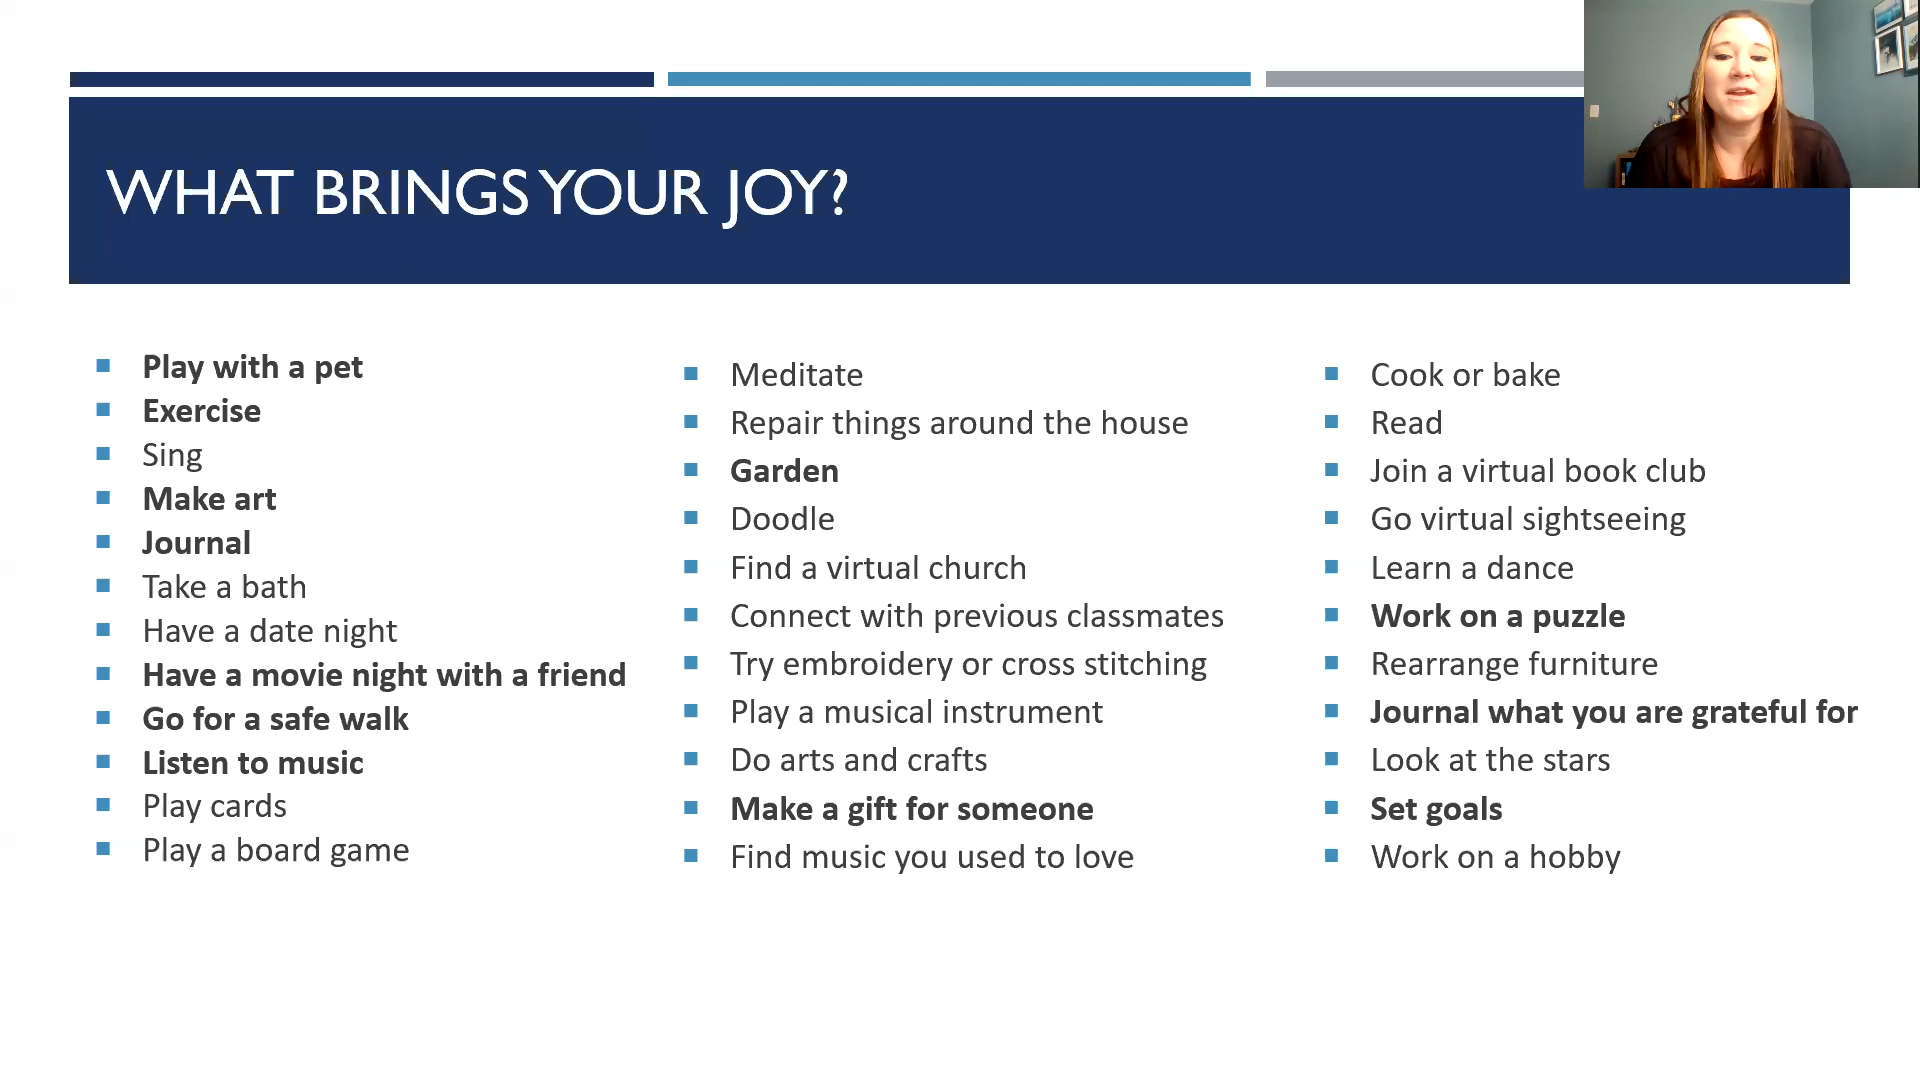 WHAT BRINGS YOUR JOY?
Play with a pet
Exercise
Sing
Make art
Journal
Take a bath
Have a date night
Have a movie night with a friend
Go for a safe walk
Listen to music
Play cards
Play a board game
Meditate
Repair things around the house
Garden
Doodle
Find a virtual church
Connect with previous classmates
Try embroidery or cross stitching
Play a musical instrument
Do arts and crafts
Make a gift for someone
Find music you used to love
Cook or bake
Read
Join a virtual book club
Go virtual sightseeing
Learn a dance
Work on a puzzle
Rearrange furniture
Journal what you are grateful for
Look at the stars
Set goals
Work on a hobby